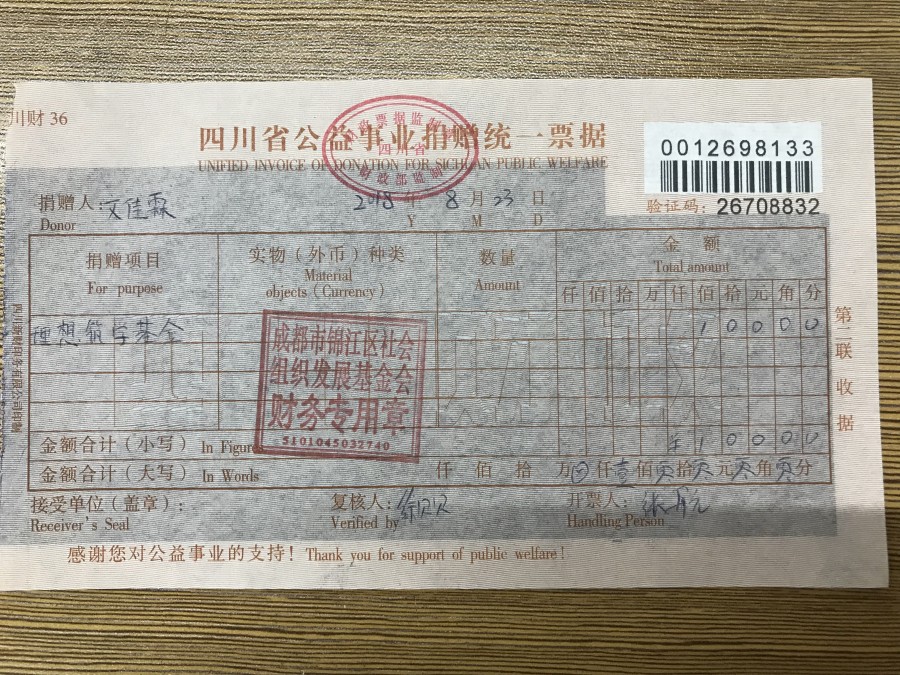 川财 36
四川省公益事业捐赠统一票据
UNIFIED INVOICE OF DONATION FOR SICHUAN PUBLIC WELFARE
0012698133
验证码：26708832
捐赠人：文佳霖
Donor
2018年 8月 23日
Y M D
捐赠项目
For purpose
实物（外币）种类
Material
objects (Currency)
数量
Amount
金额
Total amount
仟 佰 拾 万 仟 佰 拾 元 角 分
理想筑学基金
1 0 0 0 0
成都市锦江区社会
组织发展基金会
财务专用章
5101045032740
金额合计（小写） In Figures
¥ 1 0 0 0 0
金额合计（大写） In Words
仟 佰 拾 万 仟壹佰 拾 元 角 分
接受单位（盖章）：
Receiver's Seal
复核人：
Verified by
开票人：
Handling Person
感谢您对公益事业的支持！ Thank you for support of public welfare!
第二联 收据